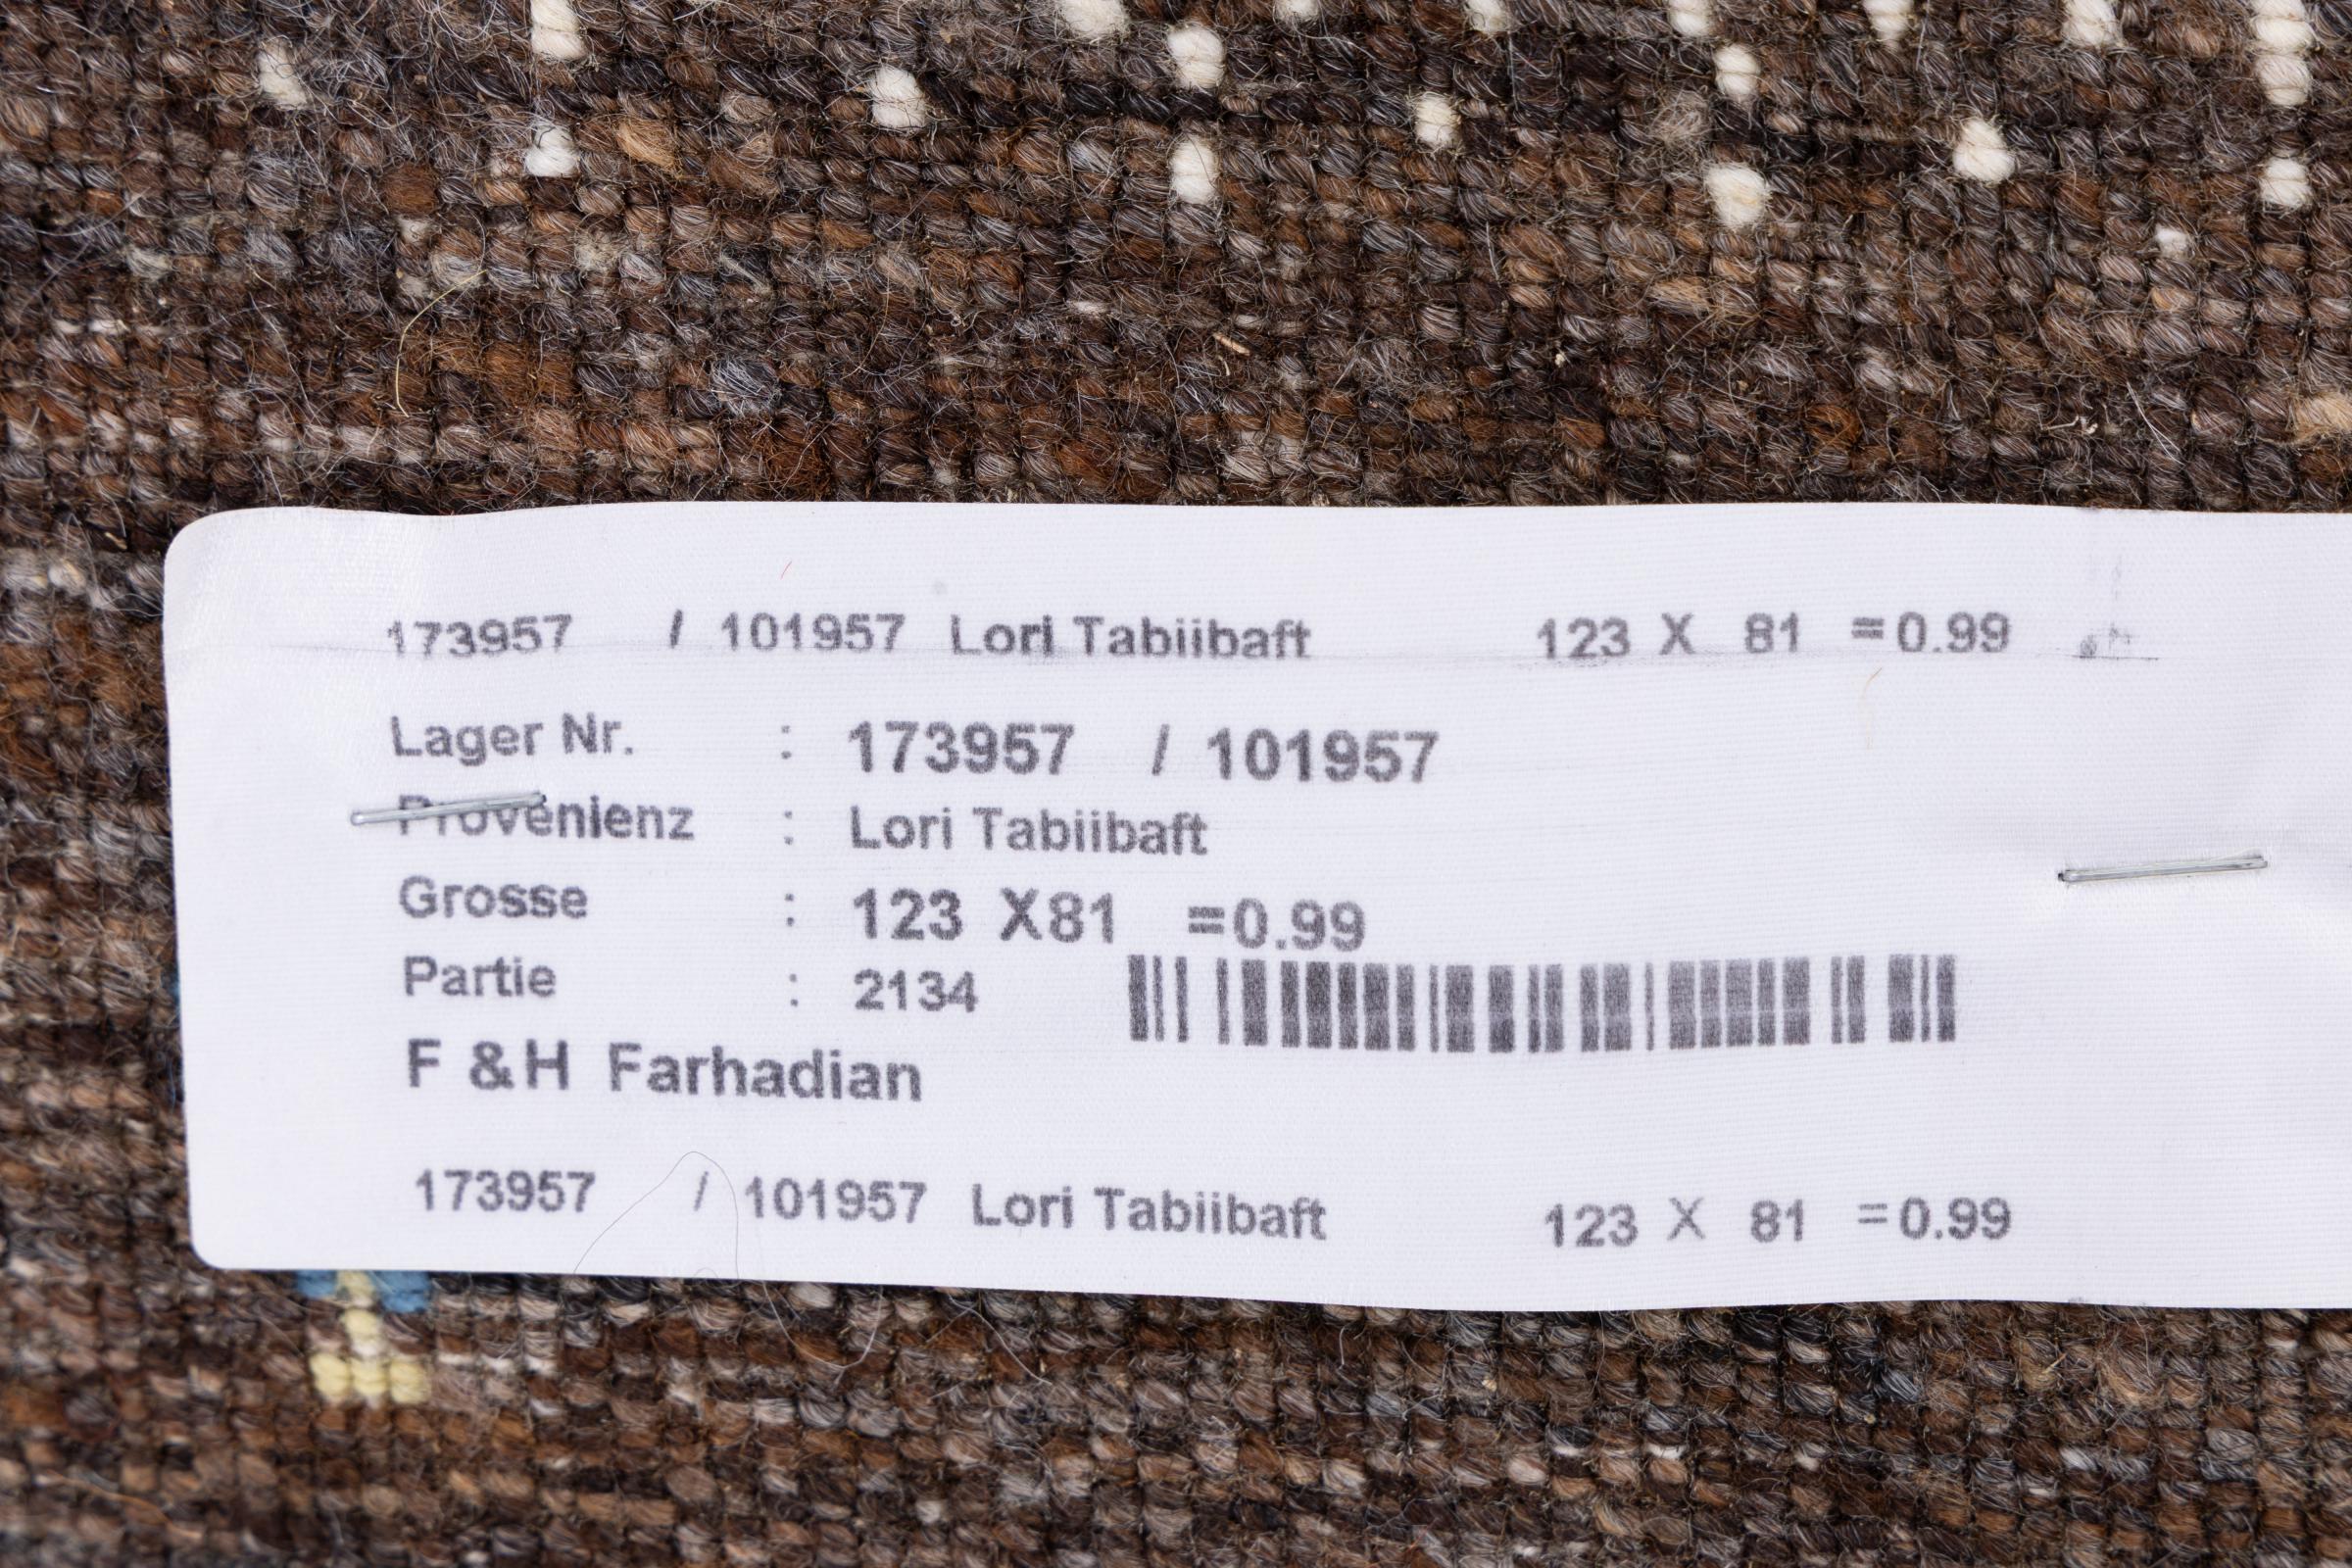 173957 / 101957 Lori Tabiibaft 123 X 81 =0.99
Lager Nr. : 173957 / 101957
Provenienz : Lori Tabiibaft
Grosse : 123 X81 =0.99
Partie : 2134
F &H Farhadian
173957 / 101957 Lori Tabiibaft 123 X 81 =0.99